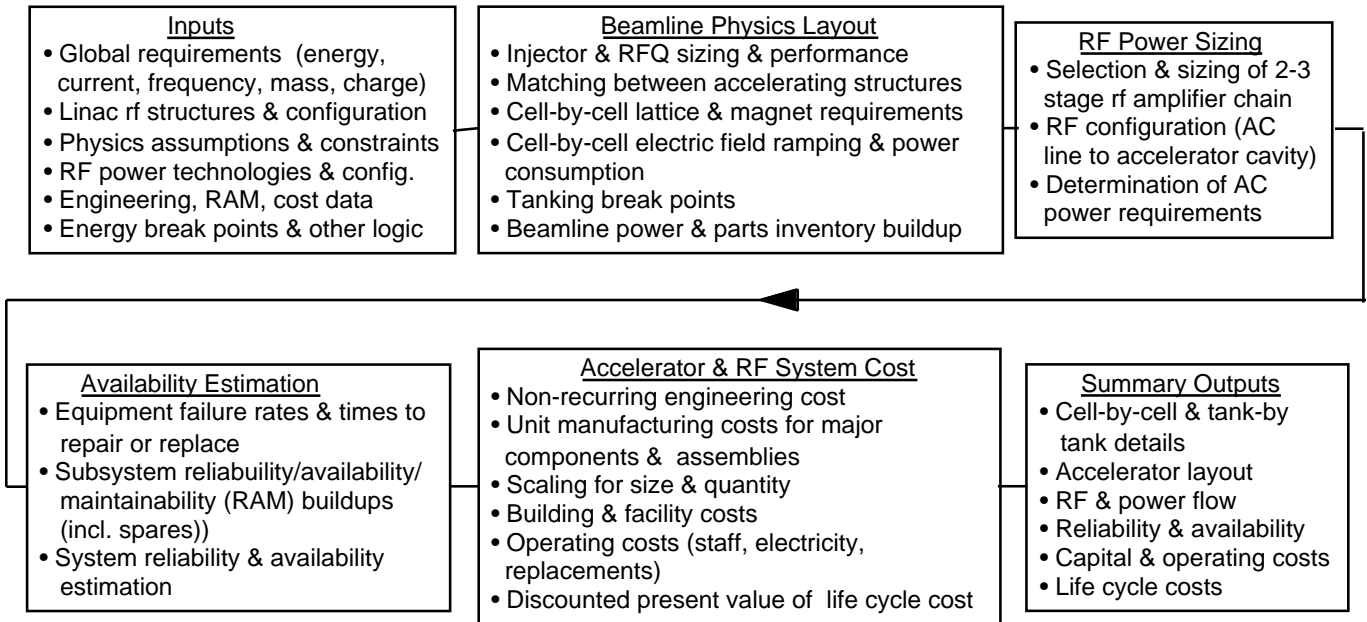 Inputs
• Global requirements (energy,
current, frequency, mass, charge)
• Linac rf structures & configuration
• Physics assumptions & constraints
• RF power technologies & config.
• Engineering, RAM, cost data
• Energy break points & other logic
Beamline Physics Layout
• Injector & RFQ sizing & performance
• Matching between accelerating structures
• Cell-by-cell lattice & magnet requirements
• Cell-by-cell electric field ramping & power
consumption
• Tanking break points
• Beamline power & parts inventory buildup
RF Power Sizing
• Selection & sizing of 2-3
stage rf amplifier chain
• RF configuration (AC
line to accelerator cavity)
• Determination of AC
power requirements
Availability Estimation
• Equipment failure rates & times to
repair or replace
• Subsystem reliabuility/availability/
maintainability (RAM) buildups
(incl. spares))
• System reliability & availability
estimation
Accelerator & RF System Cost
• Non-recurring engineering cost
• Unit manufacturing costs for major
components & assemblies
• Scaling for size & quantity
• Building & facility costs
• Operating costs (staff, electricity,
replacements)
• Discounted present value of life cycle cost
Summary Outputs
• Cell-by-cell & tank-by
tank details
• Accelerator layout
• RF & power flow
• Reliability & availability
• Capital & operating costs
• Life cycle costs